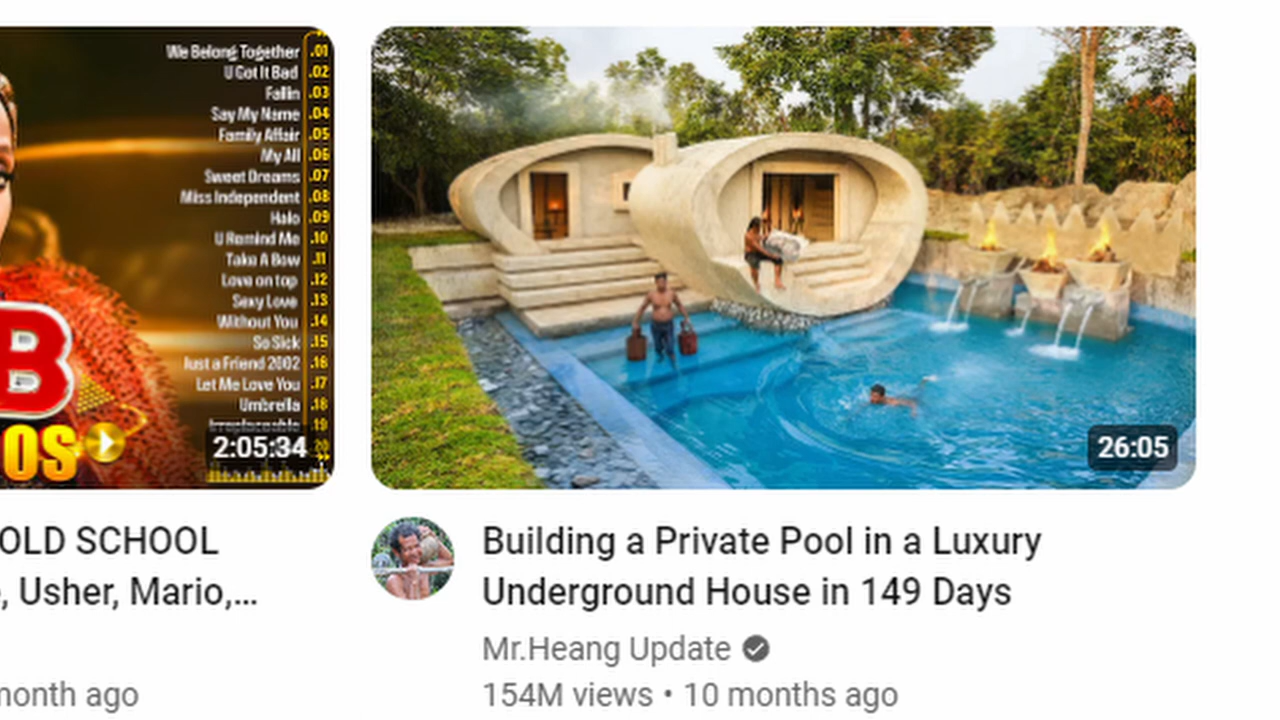 We Belong Together .01
U Got It Bad .02
Fallin .03
Say My Name .04
Family Affair .05
My All .06
Sweet Dreams .07
Miss Independent .08
Halo .09
U Remind Me .10
Take A Bow .11
Love on top .12
Sexy Love .13
Without You .14
So Sick .15
Just a Friend 2002 .16
Let Me Love You .17
Umbrella .18
Irreplaceable .19
20
B
OS
2:05:34
OLD SCHOOL
, Usher, Mario,...
month ago
26:05
Building a Private Pool in a Luxury
Underground House in 149 Days
Mr.Heang Update
154M views • 10 months ago